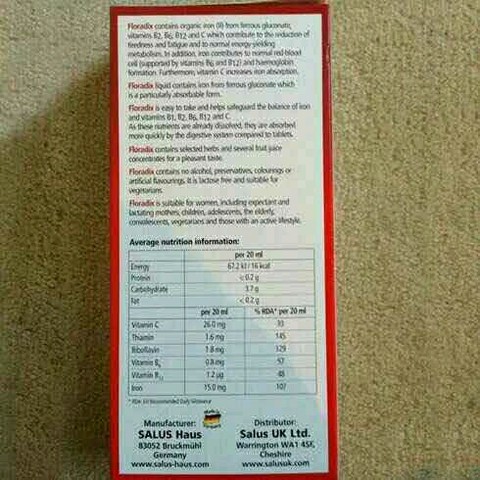 Floradix contains organic iron (II) from ferrous gluconate,
vitamins B2, B6, B12 and C which contribute to the reduction of
tiredness and fatigue and to normal energy-yielding
metabolism. In addition, iron contributes to normal red blood
cell (supported by vitamins B6 and B12) and haemoglobin
formation. Furthermore, vitamin C increases iron absorption.
Floradix liquid contains iron from ferrous gluconate which
is a particularly absorbable form.
Floradix is easy to take and helps safeguard the balance of iron
and vitamins B1, B2, B6, B12 and C.
As these nutrients are already dissolved, they are absorbed
more quickly by the digestive system compared to tablets.
Floradix contains selected herbs and several fruit juice
concentrates for a pleasant taste.
Floradix contains no alcohol, preservatives, colourings or
artificial flavourings. It is lactose free and suitable for
vegetarians.
Floradix is suitable for women, including expectant and
lactating mothers, children, adolescents, the elderly,
convalescents, vegetarians and those with an active lifestyle.
Average nutrition information:
per 20 ml
Energy 67.2 kJ / 16 kcal
Protein < 0.2 g
Carbohydrate 3.7 g
Fat < 0.2 g
per 20 ml % RDA* per 20 ml
Vitamin C 26.0 mg 33
Thiamin 1.6 mg 145
Riboflavin 1.8 mg 129
Vitamin B6 0.8 mg 57
Vitamin B12 1.2 µg 48
Iron 15.0 mg 107
* RDA: EU Recommended Daily Allowance
Manufacturer: Distributor:
SALUS Haus Salus UK Ltd.
83052 Bruckmühl Warrington WA1 4SF,
Germany Cheshire
www.salus-haus.com www.salusuk.com